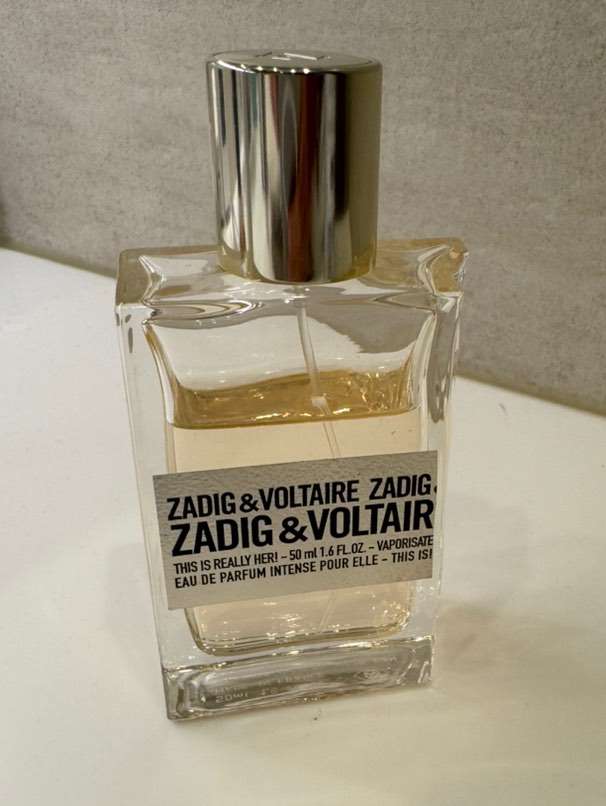 ZADIG&VOLTAIRE ZADIG
ZADIG&VOLTAIR
THIS IS REALLY HER! – 50 ml 1.6 FL.OZ. – VAPORISATE
EAU DE PARFUM INTENSE POUR ELLE – THIS IS!